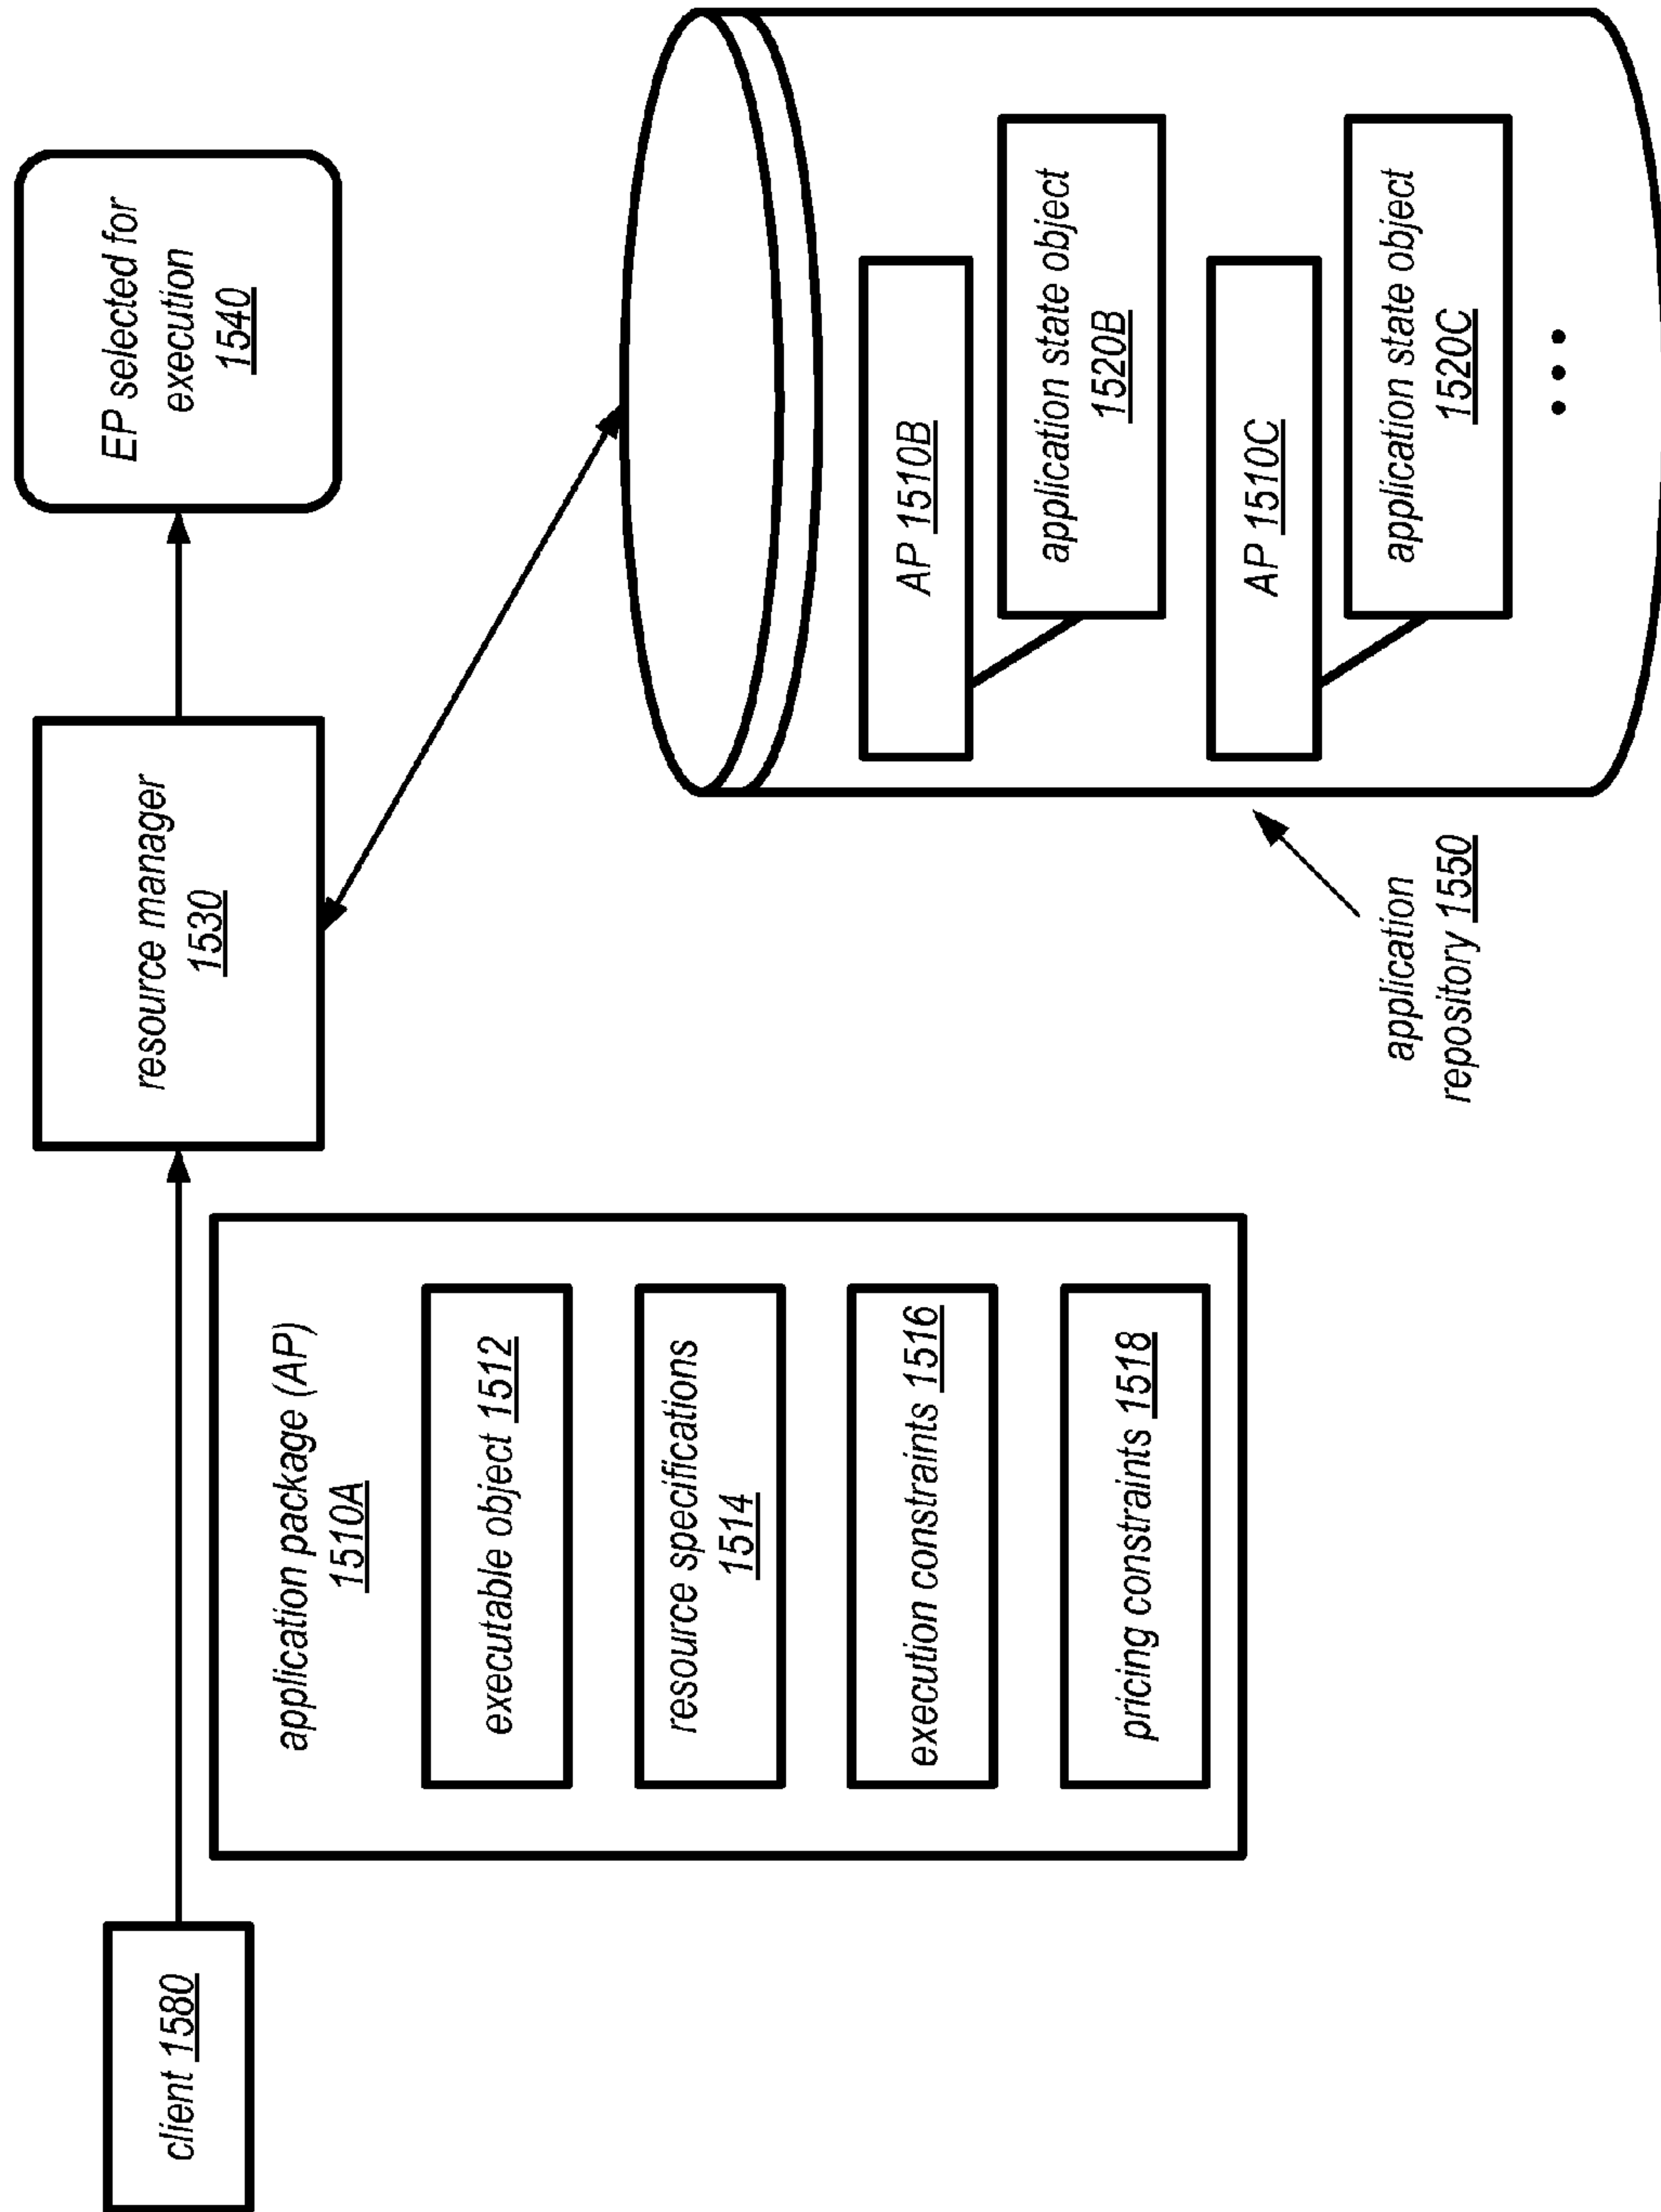 client 1580
resource manager
1530
EP selected for
execution
1540
application package (AP)
1510A
executable object 1512
resource specifications
1514
execution constraints 1516
pricing constraints 1518
application
repository 1550
AP 1510B
application state object
1520B
AP 1510C
application state object
1520C
...